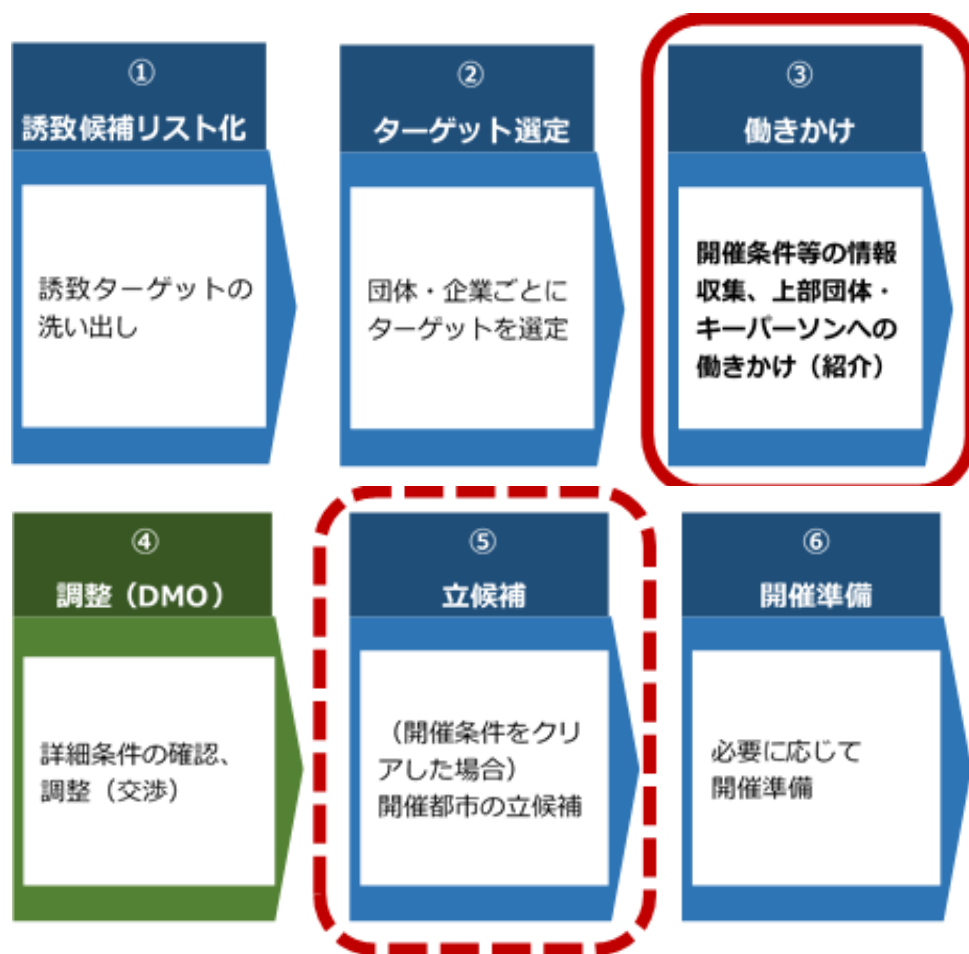 ①
誘致候補リスト化
誘致ターゲットの
洗い出し
②
ターゲット選定
団体・企業ごとに
ターゲットを選定
③
働きかけ
開催条件等の情報
収集、上部団体・
キーパーソンへの
働きかけ（紹介）
④
調整（DMO）
詳細条件の確認、
調整（交渉）
⑤
立候補
（開催条件をクリ
アした場合）
開催都市の立候補
⑥
開催準備
必要に応じて
開催準備